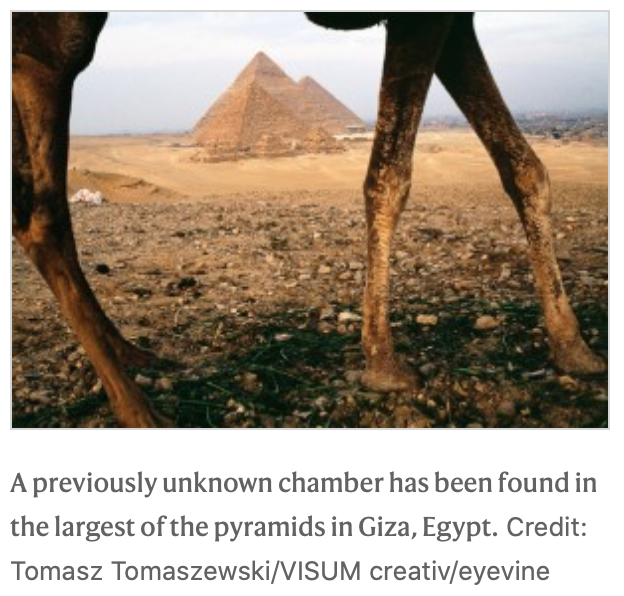 A previously unknown chamber has been found in
the largest of the pyramids in Giza, Egypt. Credit:
Tomasz Tomaszewski/VISUM creativ/eyevine